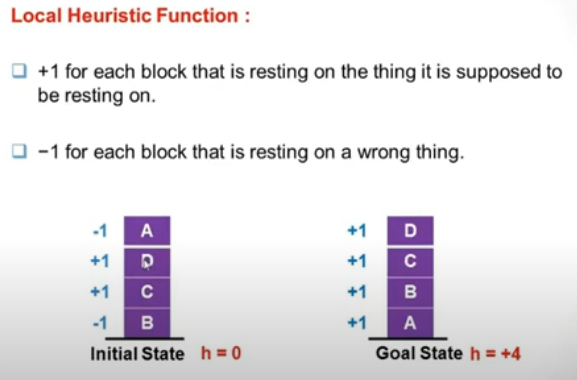 Local Heuristic Function :
+1 for each block that is resting on the thing it is supposed to
be resting on.
−1 for each block that is resting on a wrong thing.
-1 A
+1 D
+1 C
-1 B
Initial State h = 0
+1 D
+1 C
+1 B
+1 A
Goal State h = +4